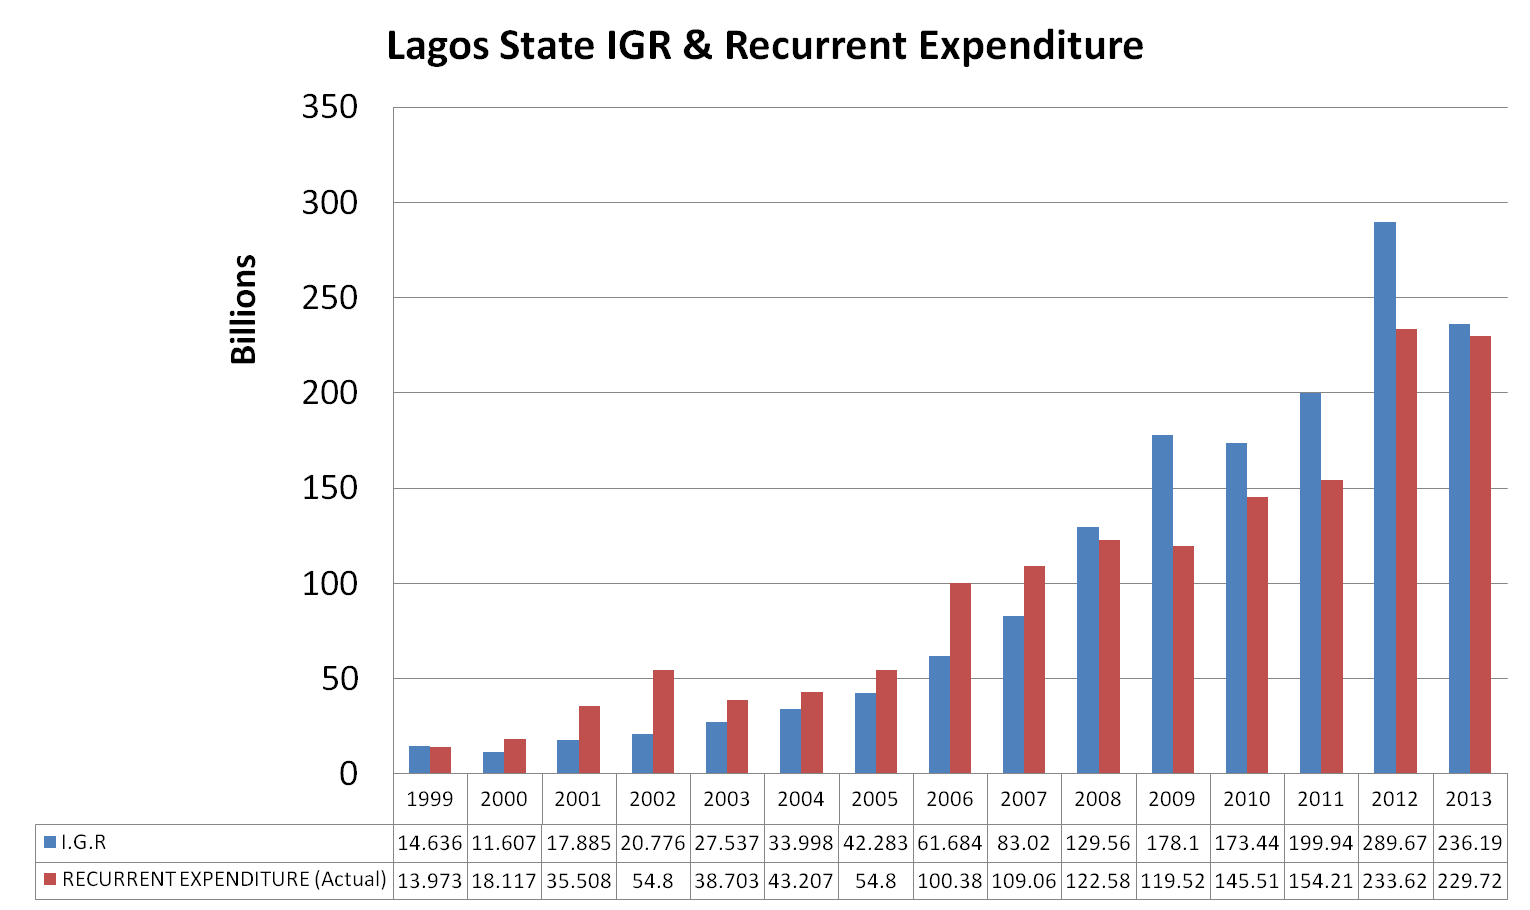 Lagos State IGR & Recurrent Expenditure
Billions
350
300
250
200
150
100
50
0
1999 2000 2001 2002 2003 2004 2005 2006 2007 2008 2009 2010 2011 2012 2013
I.G.R 14.636 11.607 17.885 20.776 27.537 33.998 42.283 61.684 83.02 129.56 178.1 173.44 199.94 289.67 236.19
RECURRENT EXPENDITURE (Actual) 13.973 18.117 35.508 54.8 38.703 43.207 54.8 100.38 109.06 122.58 119.52 145.51 154.21 233.62 229.72